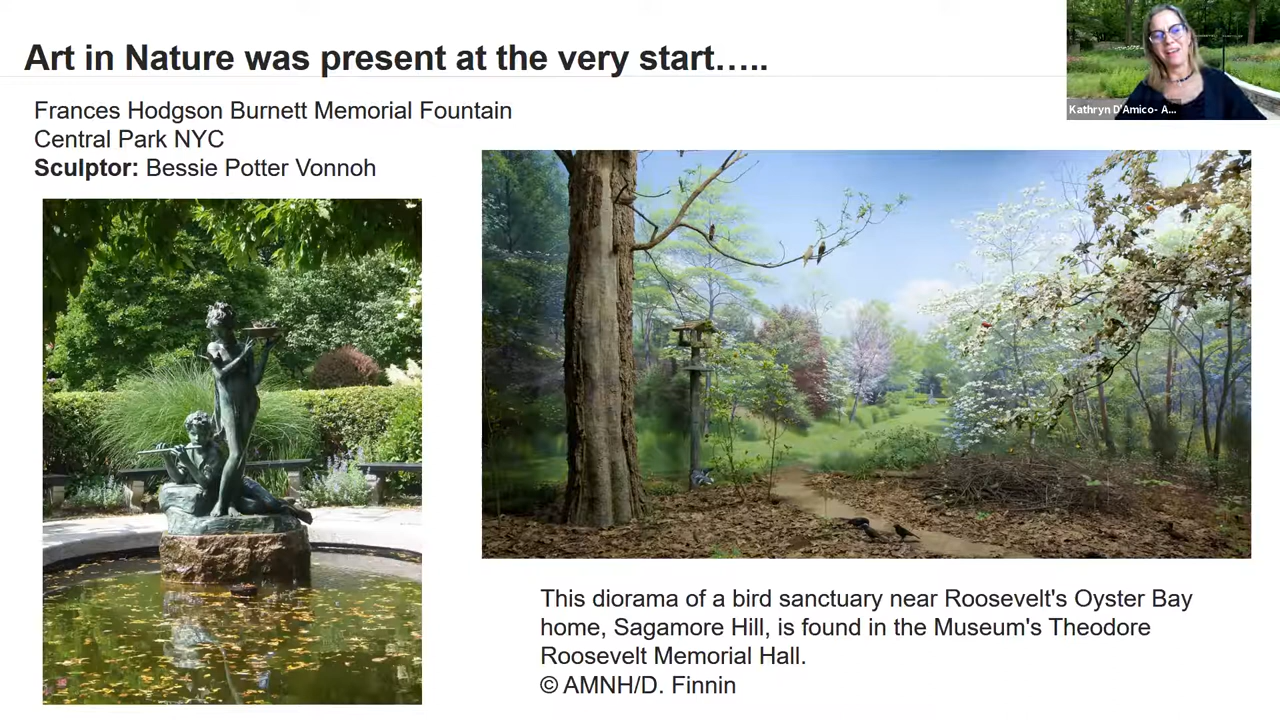 Art in Nature was present at the very start…..
Kathryn D'Amico- A...
Frances Hodgson Burnett Memorial Fountain
Central Park NYC
Sculptor: Bessie Potter Vonnoh
This diorama of a bird sanctuary near Roosevelt's Oyster Bay
home, Sagamore Hill, is found in the Museum's Theodore
Roosevelt Memorial Hall.
© AMNH/D. Finnin